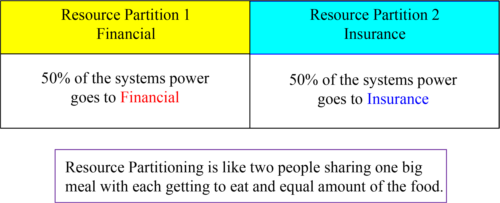 Resource Partition 1
Financial
Resource Partition 2
Insurance
50% of the systems power
goes to Financial
50% of the systems power
goes to Insurance
Resource Partitioning is like two people sharing one big
meal with each getting to eat and equal amount of the food.